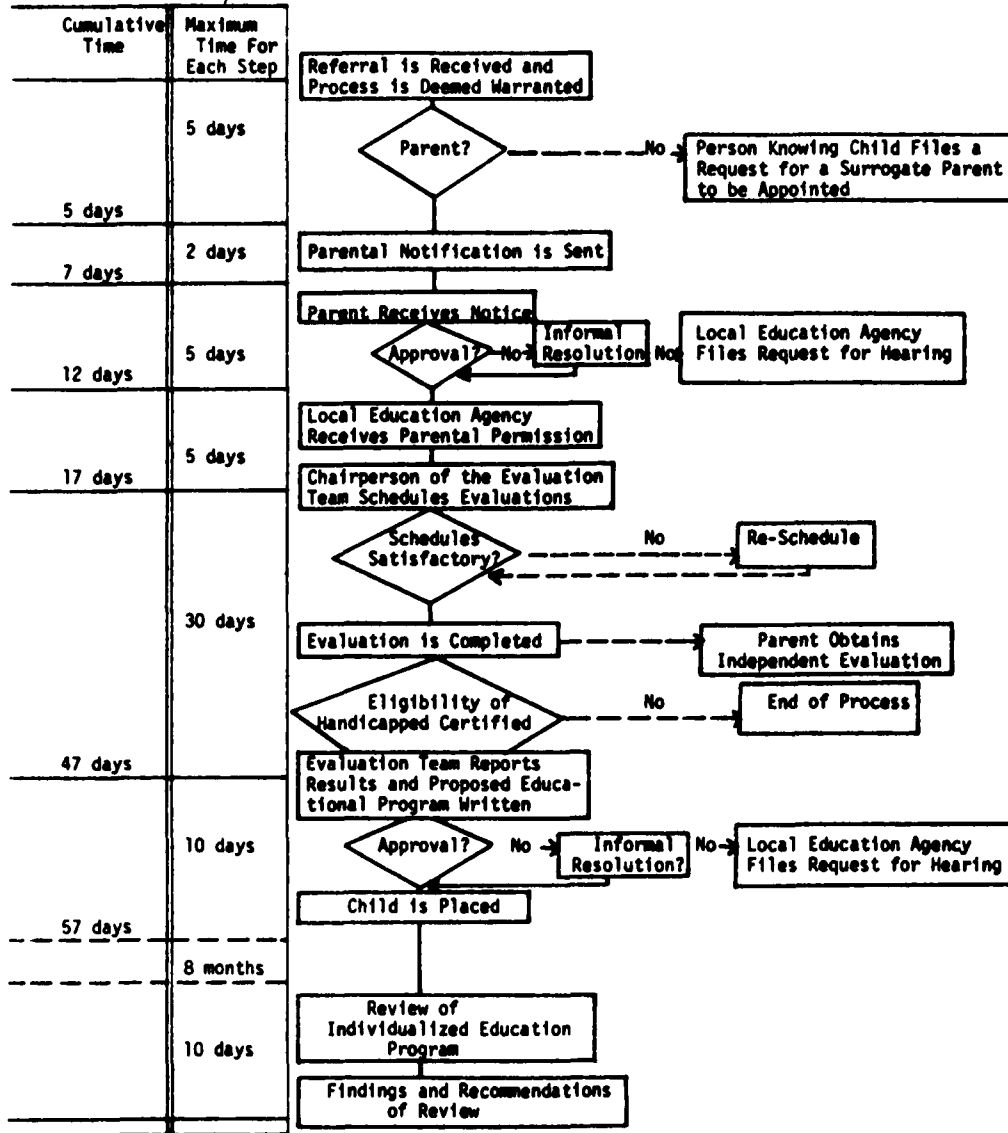 Cumulative Time
Maximum Time For Each Step
Referral is Received and
Process is Deemed Warranted
5 days
Parent?
No
Person Knowing Child Files a
Request for a Surrogate Parent
to be Appointed
5 days
2 days
Parental Notification is Sent
7 days
Parent Receives Notice
5 days
Approval?
No
Informal
Resolution
No
Local Education Agency
Files Request for Hearing
12 days
Local Education Agency
Receives Parental Permission
5 days
17 days
Chairperson of the Evaluation
Team Schedules Evaluations
Schedules
Satisfactory?
No
Re-Schedule
30 days
Evaluation is Completed
Parent Obtains
Independent Evaluation
Eligibility of
Handicapped Certified
No
End of Process
47 days
Evaluation Team Reports
Results and Proposed Educa-
tional Program Written
10 days
Approval?
No
Informal
Resolution?
No
Local Education Agency
Files Request for Hearing
Child is Placed
57 days
8 months
Review of
Individualized Education
Program
10 days
Findings and Recommendations
of Review